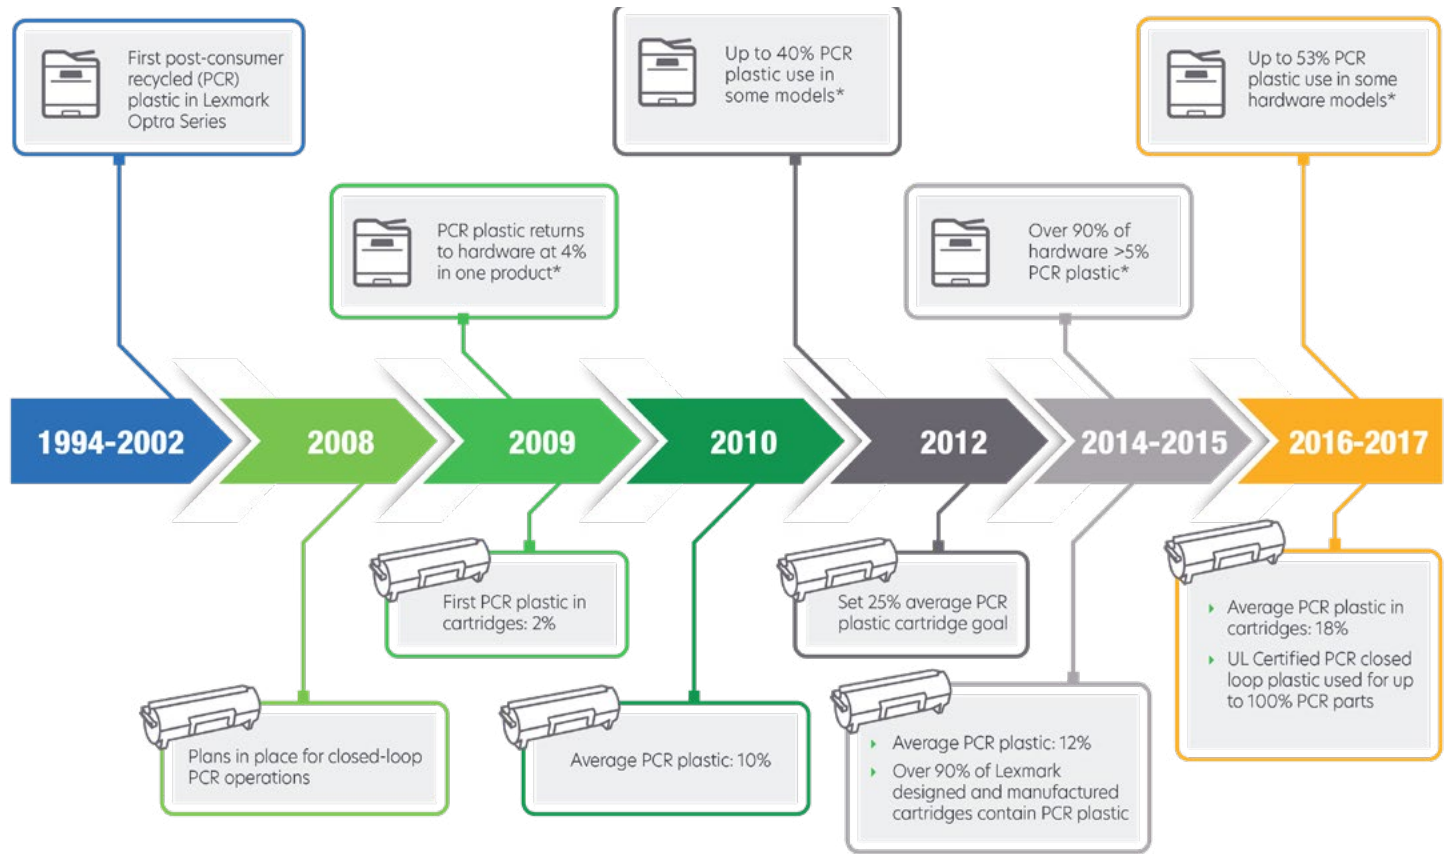 First post-consumer
recycled (PCR)
plastic in Lexmark
Optra Series
Up to 40% PCR
plastic use in
some models*
Up to 53% PCR
plastic use in some
hardware models*
PCR plastic returns
to hardware at 4%
in one product*
Over 90% of
hardware >5%
PCR plastic*
1994-2002
2008
2009
2010
2012
2014-2015
2016-2017
First PCR plastic in
cartridges: 2%
Set 25% average PCR
plastic cartridge goal
Average PCR plastic in
cartridges: 18%
UL Certified PCR closed
loop plastic used for up
to 100% PCR parts
Plans in place for closed-loop
PCR operations
Average PCR plastic: 10%
Average PCR plastic: 12%
Over 90% of Lexmark
designed and manufactured
cartridges contain PCR plastic